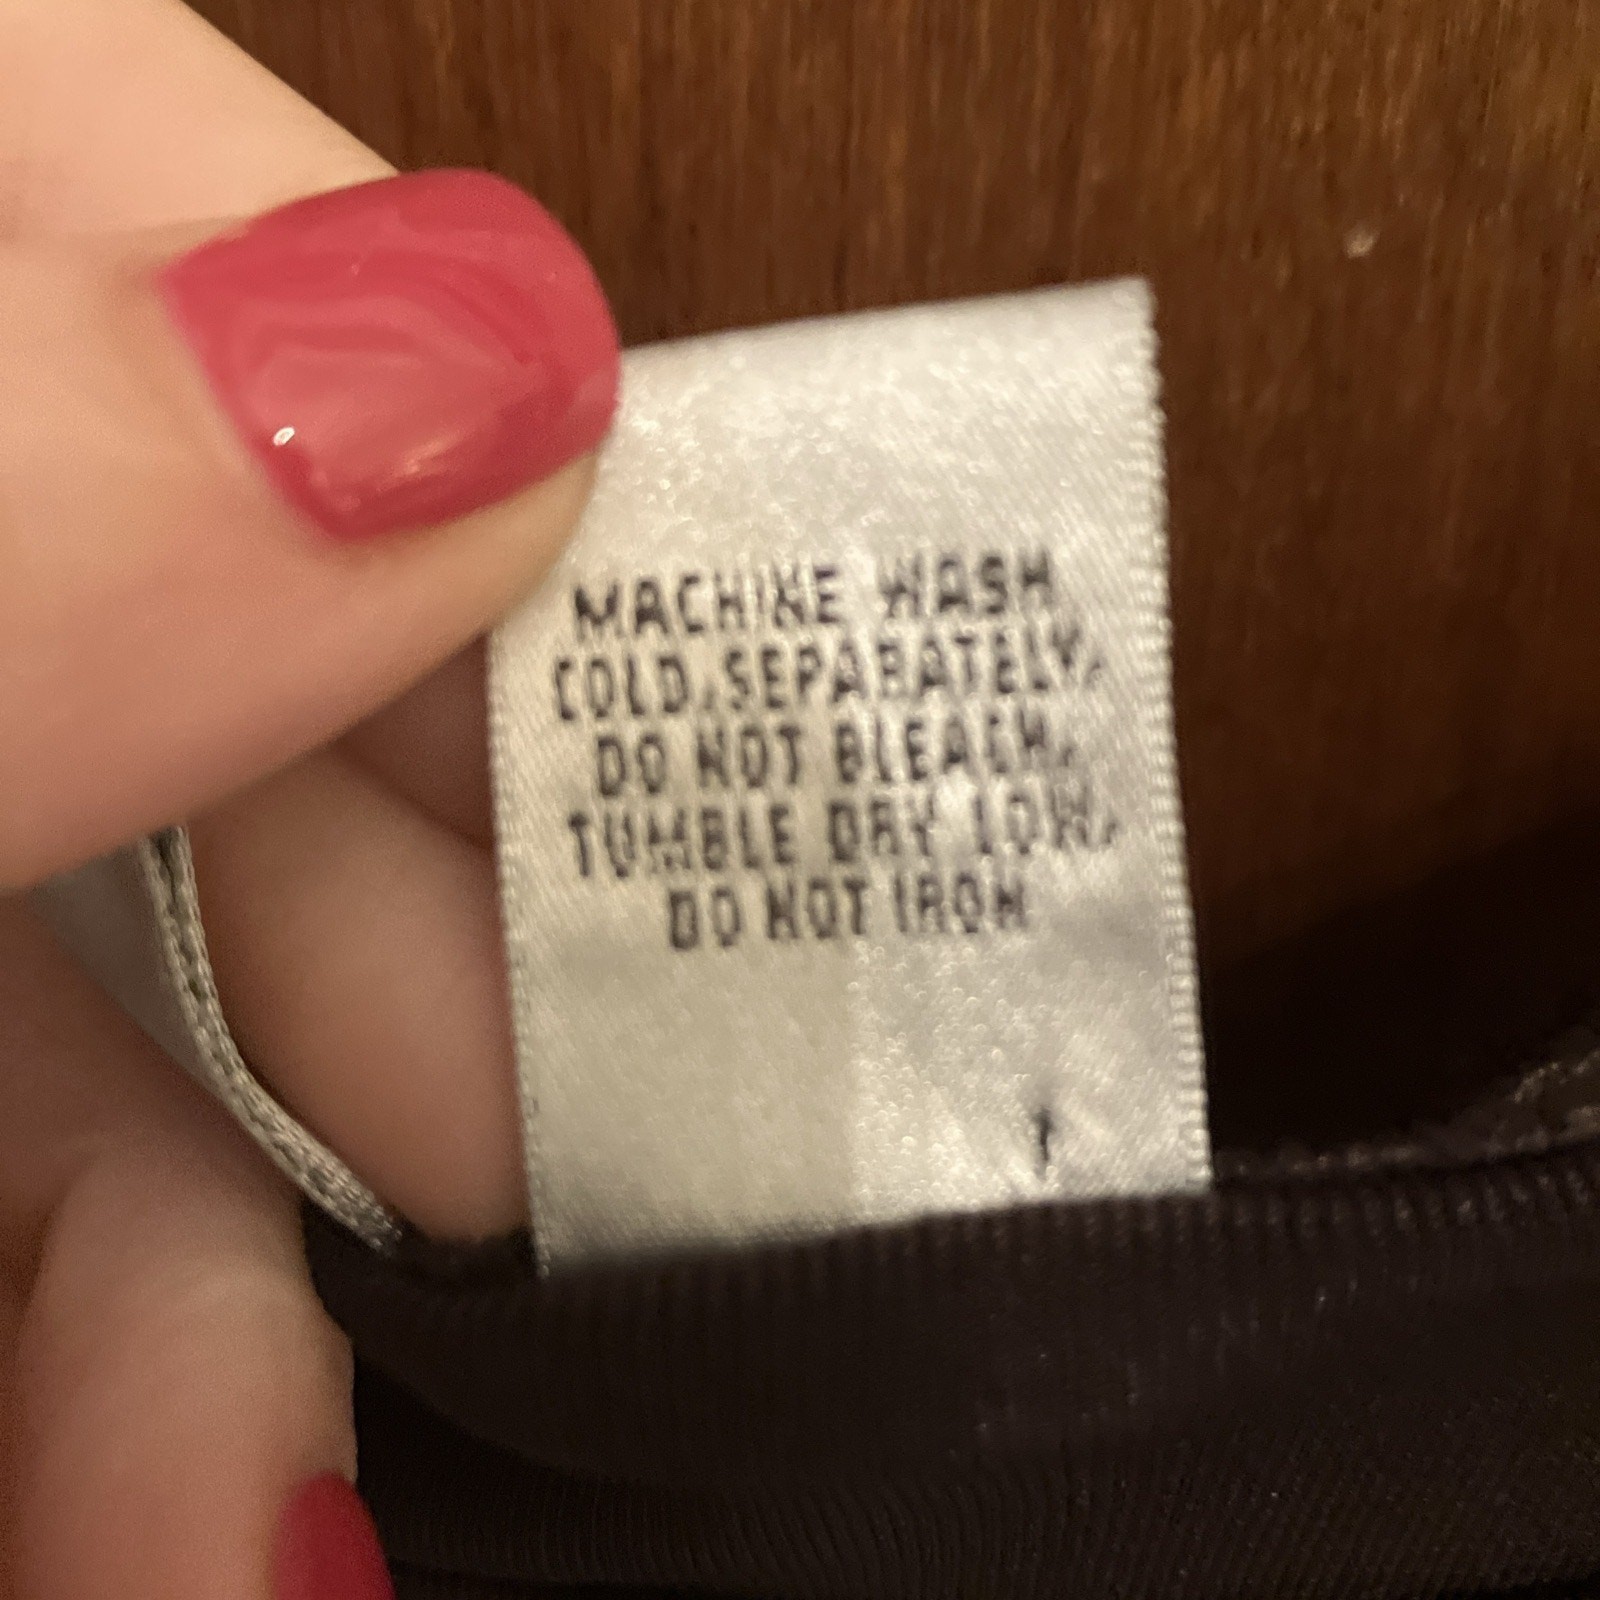 MACHINE WASH
COLD,SEPARATELY,
DO NOT BLEACH,
TUMBLE DRY LOW,
DO NOT IRON